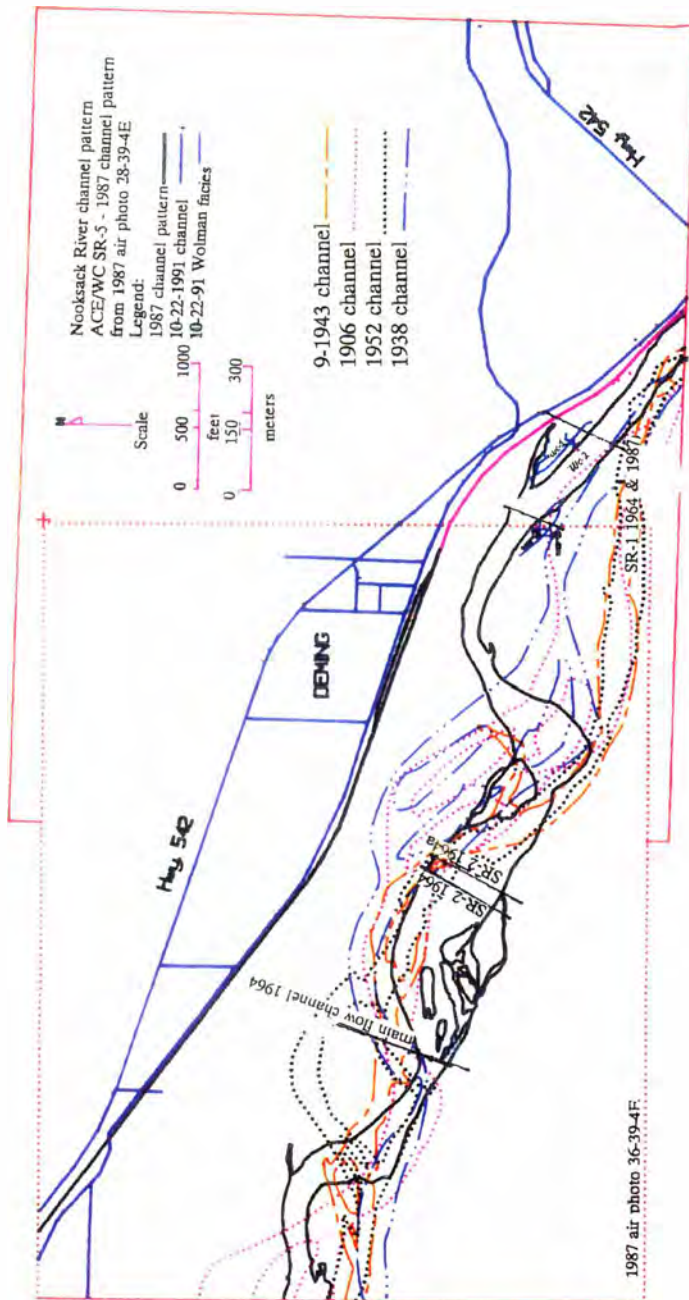 Nooksack River channel pattern
ACE/WC SR-5 - 1987 channel pattern
from 1987 air photo 28-39-4E
Legend:
1987 channel pattern
10-22-1991 channel
10-22-91 Wolman facies
N
Scale
0 500 1000
feet
0 150 300
meters
9-1943 channel
1906 channel
1952 channel
1938 channel
Hwy 542
Hwy 542
DEMING
SR-1 1964 & 1987
SR-2 1964a
SR-2 1964
main flow channel 1964
1987 air photo 36-39-4E